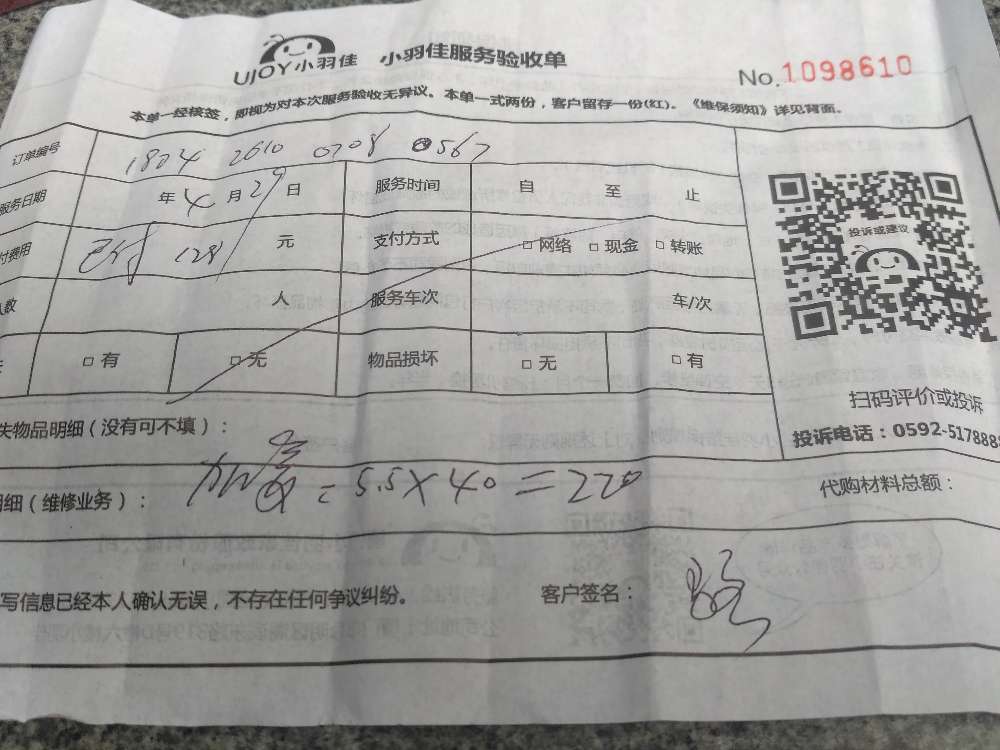 UJOY小羽佳 小羽佳服务验收单
No.1098610
本单一经核签，即视为对本次服务验收无异议。本单一式两份，客户留存一份(红)。《维保须知》详见背面。
订单编号 1804 2610 0708 0567
服务日期 年 4 月 29 日 服务时间 自 至 止
付费用 已付 128 元 支付方式 □ 网络 □ 现金 □ 转账
人数 人 服务车次 车/次
□ 有 □ 无 物品损坏 □ 无 □ 有
投诉或建议
扫码评价或投诉
投诉电话：0592-5178888
失物品明细（没有可不填）：
明细（维修业务）： 加氟 = 5.5 X 40 = 220 代购材料总额：
写信息已经本人确认无误，不存在任何争议纠纷。 客户签名：